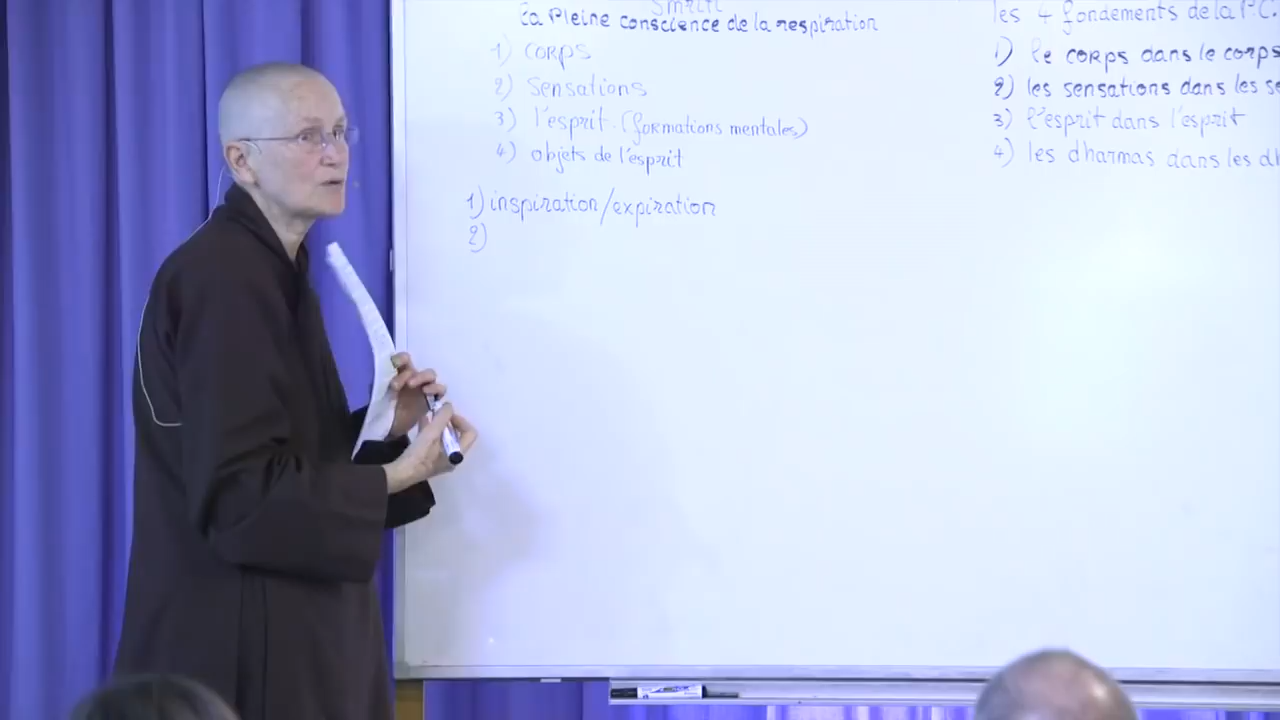 Smriti
La Pleine conscience de la respiration
1) corps
2) Sensations
3) l'esprit. (formations mentales)
4) objets de l'esprit
1) inspiration/expiration
2)
les 4 fondements de la P.C.
1) le corps dans le corps
2) les sensations dans les se
3) l'esprit dans l'esprit
4) les dharmas dans les dh